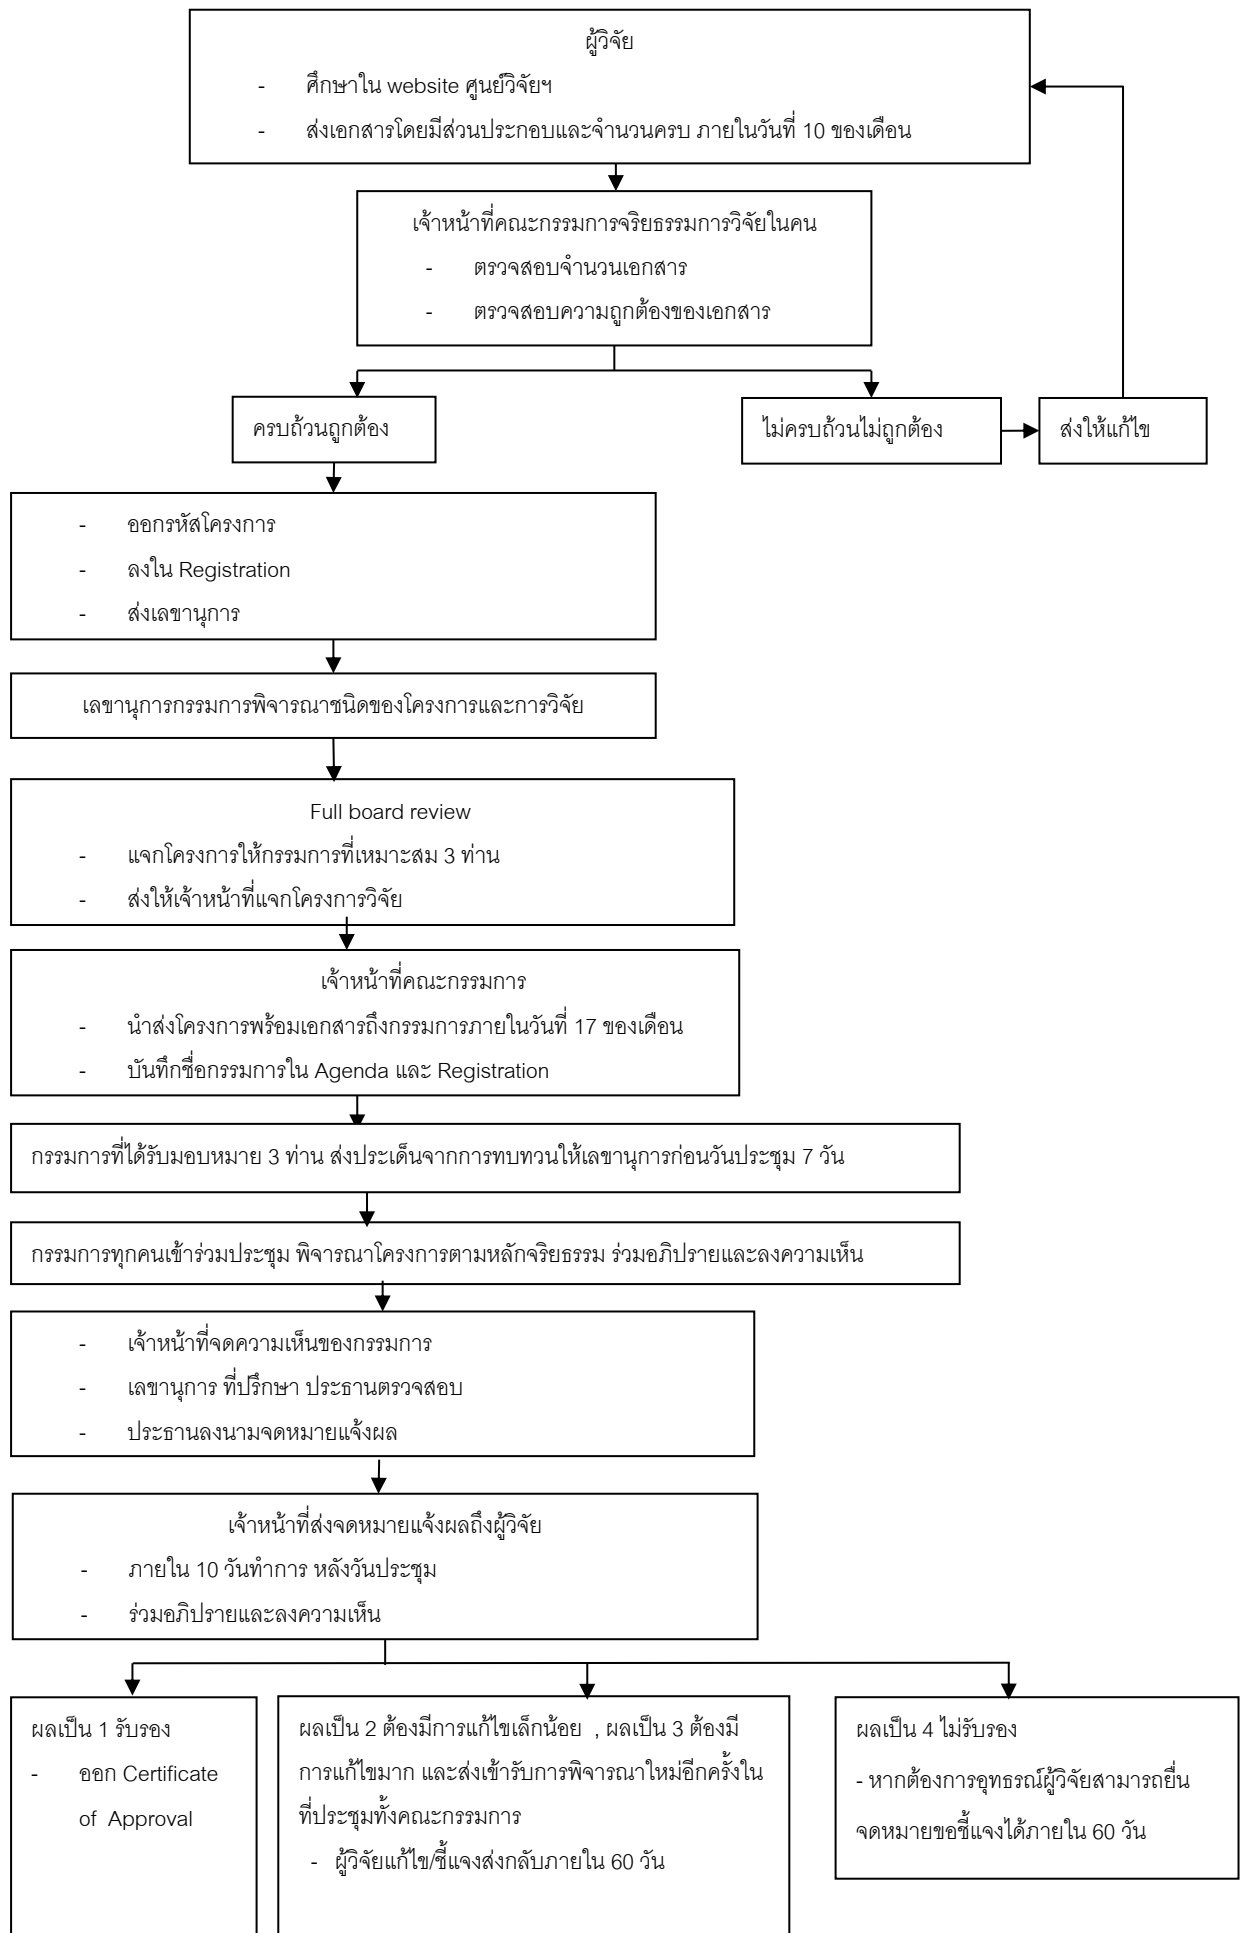 ผู้วิจัย
- ศึกษาใน website ศูนย์วิจัยฯ
- ส่งเอกสารโดยมีส่วนประกอบและจำนวนครบ ภายในวันที่ 10 ของเดือน
เจ้าหน้าที่คณะกรรมการจริยธรรมการวิจัยในคน
- ตรวจสอบจำนวนเอกสาร
- ตรวจสอบความถูกต้องของเอกสาร
ครบถ้วนถูกต้อง
ไม่ครบถ้วนไม่ถูกต้อง
ส่งให้แก้ไข
- ออกรหัสโครงการ
- ลงใน Registration
- ส่งเลขานุการ
เลขานุการกรรมการพิจารณาชนิดของโครงการและการวิจัย
Full board review
- แจกโครงการให้กรรมการที่เหมาะสม 3 ท่าน
- ส่งให้เจ้าหน้าที่แจกโครงการวิจัย
เจ้าหน้าที่คณะกรรมการ
- นำส่งโครงการพร้อมเอกสารถึงกรรมการภายในวันที่ 17 ของเดือน
- บันทึกชื่อกรรมการใน Agenda และ Registration
กรรมการที่ได้รับมอบหมาย 3 ท่าน ส่งประเด็นจากการทบทวนให้เลขานุการก่อนวันประชุม 7 วัน
กรรมการทุกคนเข้าร่วมประชุม พิจารณาโครงการตามหลักจริยธรรม ร่วมอภิปรายและลงความเห็น
- เจ้าหน้าที่จดความเห็นของกรรมการ
- เลขานุการ ที่ปรึกษา ประธานตรวจสอบ
- ประธานลงนามจดหมายแจ้งผล
เจ้าหน้าที่ส่งจดหมายแจ้งผลถึงผู้วิจัย
- ภายใน 10 วันทำการ หลังวันประชุม
- ร่วมอภิปรายและลงความเห็น
ผลเป็น 1 รับรอง
- ออก Certificate
of Approval
ผลเป็น 2 ต้องมีการแก้ไขเล็กน้อย , ผลเป็น 3 ต้องมี
การแก้ไขมาก และส่งเข้ารับการพิจารณาใหม่อีกครั้งใน
ที่ประชุมทั้งคณะกรรมการ
- ผู้วิจัยแก้ไข/ชี้แจงส่งกลับภายใน 60 วัน
ผลเป็น 4 ไม่รับรอง
- หากต้องการอุทธรณ์ผู้วิจัยสามารถยื่น
จดหมายขอชี้แจงได้ภายใน 60 วัน